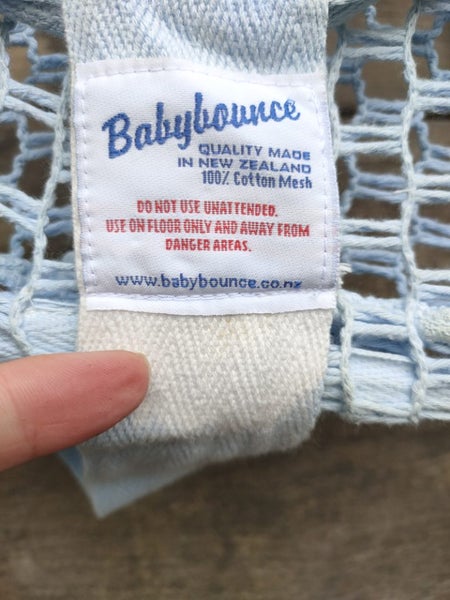 Babybounce
QUALITY MADE
IN NEW ZEALAND
100% Cotton Mesh
DO NOT USE UNATTENDED.
USE ON FLOOR ONLY AND AWAY FROM
DANGER AREAS.
www.babybounce.co.nz